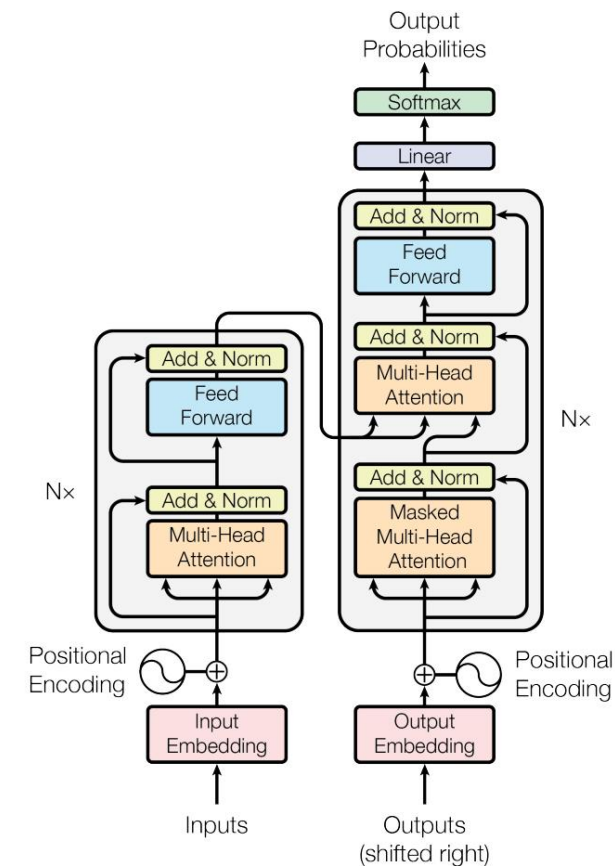 Output
Probabilities
Softmax
Linear
Add & Norm
Feed
Forward
Add & Norm
Multi-Head
Attention
Add & Norm
Masked
Multi-Head
Attention
Nx
Add & Norm
Feed
Forward
Add & Norm
Multi-Head
Attention
N×
Positional
Encoding
Input
Embedding
Inputs
Positional
Encoding
Output
Embedding
Outputs
(shifted right)